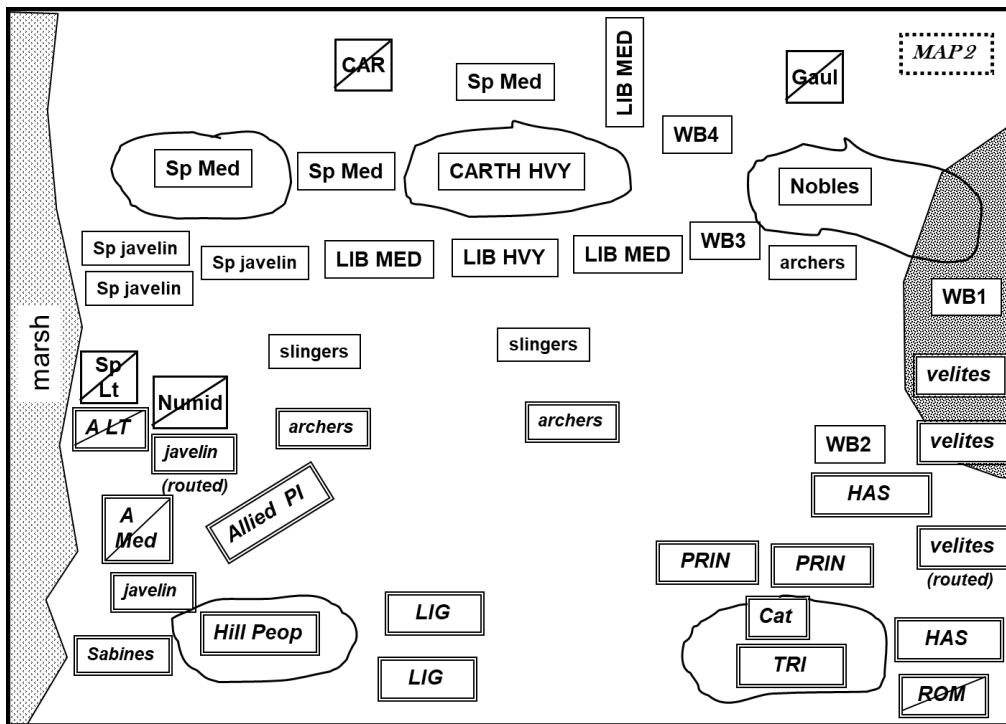 MAP 2
CAR
Sp Med
LIB MED
Gaul
WB4
Sp Med
Sp Med
CARTH HVY
Nobles
Sp javelin
Sp javelin
LIB MED
LIB HVY
LIB MED
WB3
archers
Sp javelin
WB1
marsh
slingers
slingers
Sp
Lt
velites
Numid
A LT
archers
archers
javelin
(routed)
WB2
velites
HAS
Allied PI
A
Med
velites
(routed)
PRIN
PRIN
javelin
LIG
Cat
Hill Peop
HAS
Sabines
TRI
LIG
ROM